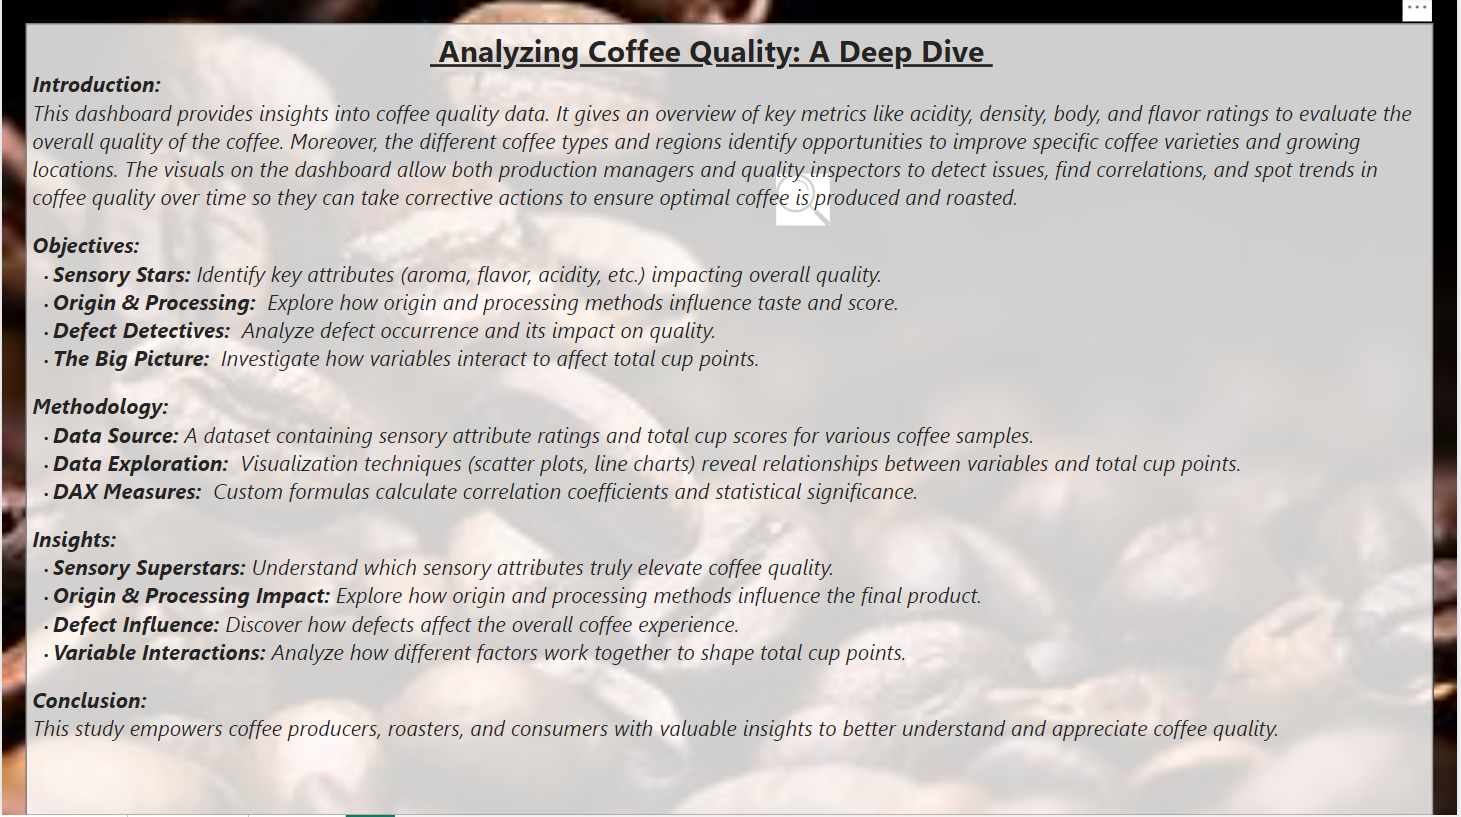 Analyzing Coffee Quality: A Deep Dive
Introduction:
This dashboard provides insights into coffee quality data. It gives an overview of key metrics like acidity, density, body, and flavor ratings to evaluate the
overall quality of the coffee. Moreover, the different coffee types and regions identify opportunities to improve specific coffee varieties and growing
locations. The visuals on the dashboard allow both production managers and quality inspectors to detect issues, find correlations, and spot trends in
coffee quality over time so they can take corrective actions to ensure optimal coffee is produced and roasted.
Objectives:
· Sensory Stars: Identify key attributes (aroma, flavor, acidity, etc.) impacting overall quality.
· Origin & Processing: Explore how origin and processing methods influence taste and score.
· Defect Detectives: Analyze defect occurrence and its impact on quality.
· The Big Picture: Investigate how variables interact to affect total cup points.
Methodology:
· Data Source: A dataset containing sensory attribute ratings and total cup scores for various coffee samples.
· Data Exploration: Visualization techniques (scatter plots, line charts) reveal relationships between variables and total cup points.
· DAX Measures: Custom formulas calculate correlation coefficients and statistical significance.
Insights:
· Sensory Superstars: Understand which sensory attributes truly elevate coffee quality.
· Origin & Processing Impact: Explore how origin and processing methods influence the final product.
· Defect Influence: Discover how defects affect the overall coffee experience.
· Variable Interactions: Analyze how different factors work together to shape total cup points.
Conclusion:
This study empowers coffee producers, roasters, and consumers with valuable insights to better understand and appreciate coffee quality.